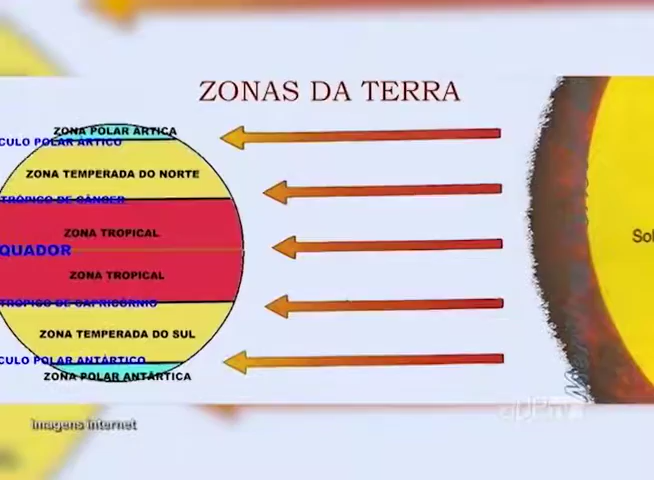 ZONAS DA TERRA
ZONA POLAR ÁRTICA
CULO POLAR ÁRTICO
ZONA TEMPERADA DO NORTE
TRÓPICO DE CÂNCER
ZONA TROPICAL
QUADOR
ZONA TROPICAL
TRÓPICO DE CAPRICÓRNIO
ZONA TEMPERADA DO SUL
CULO POLAR ANTÁRTICO
ZONA POLAR ANTÁRTICA
Sol
Imagens internet